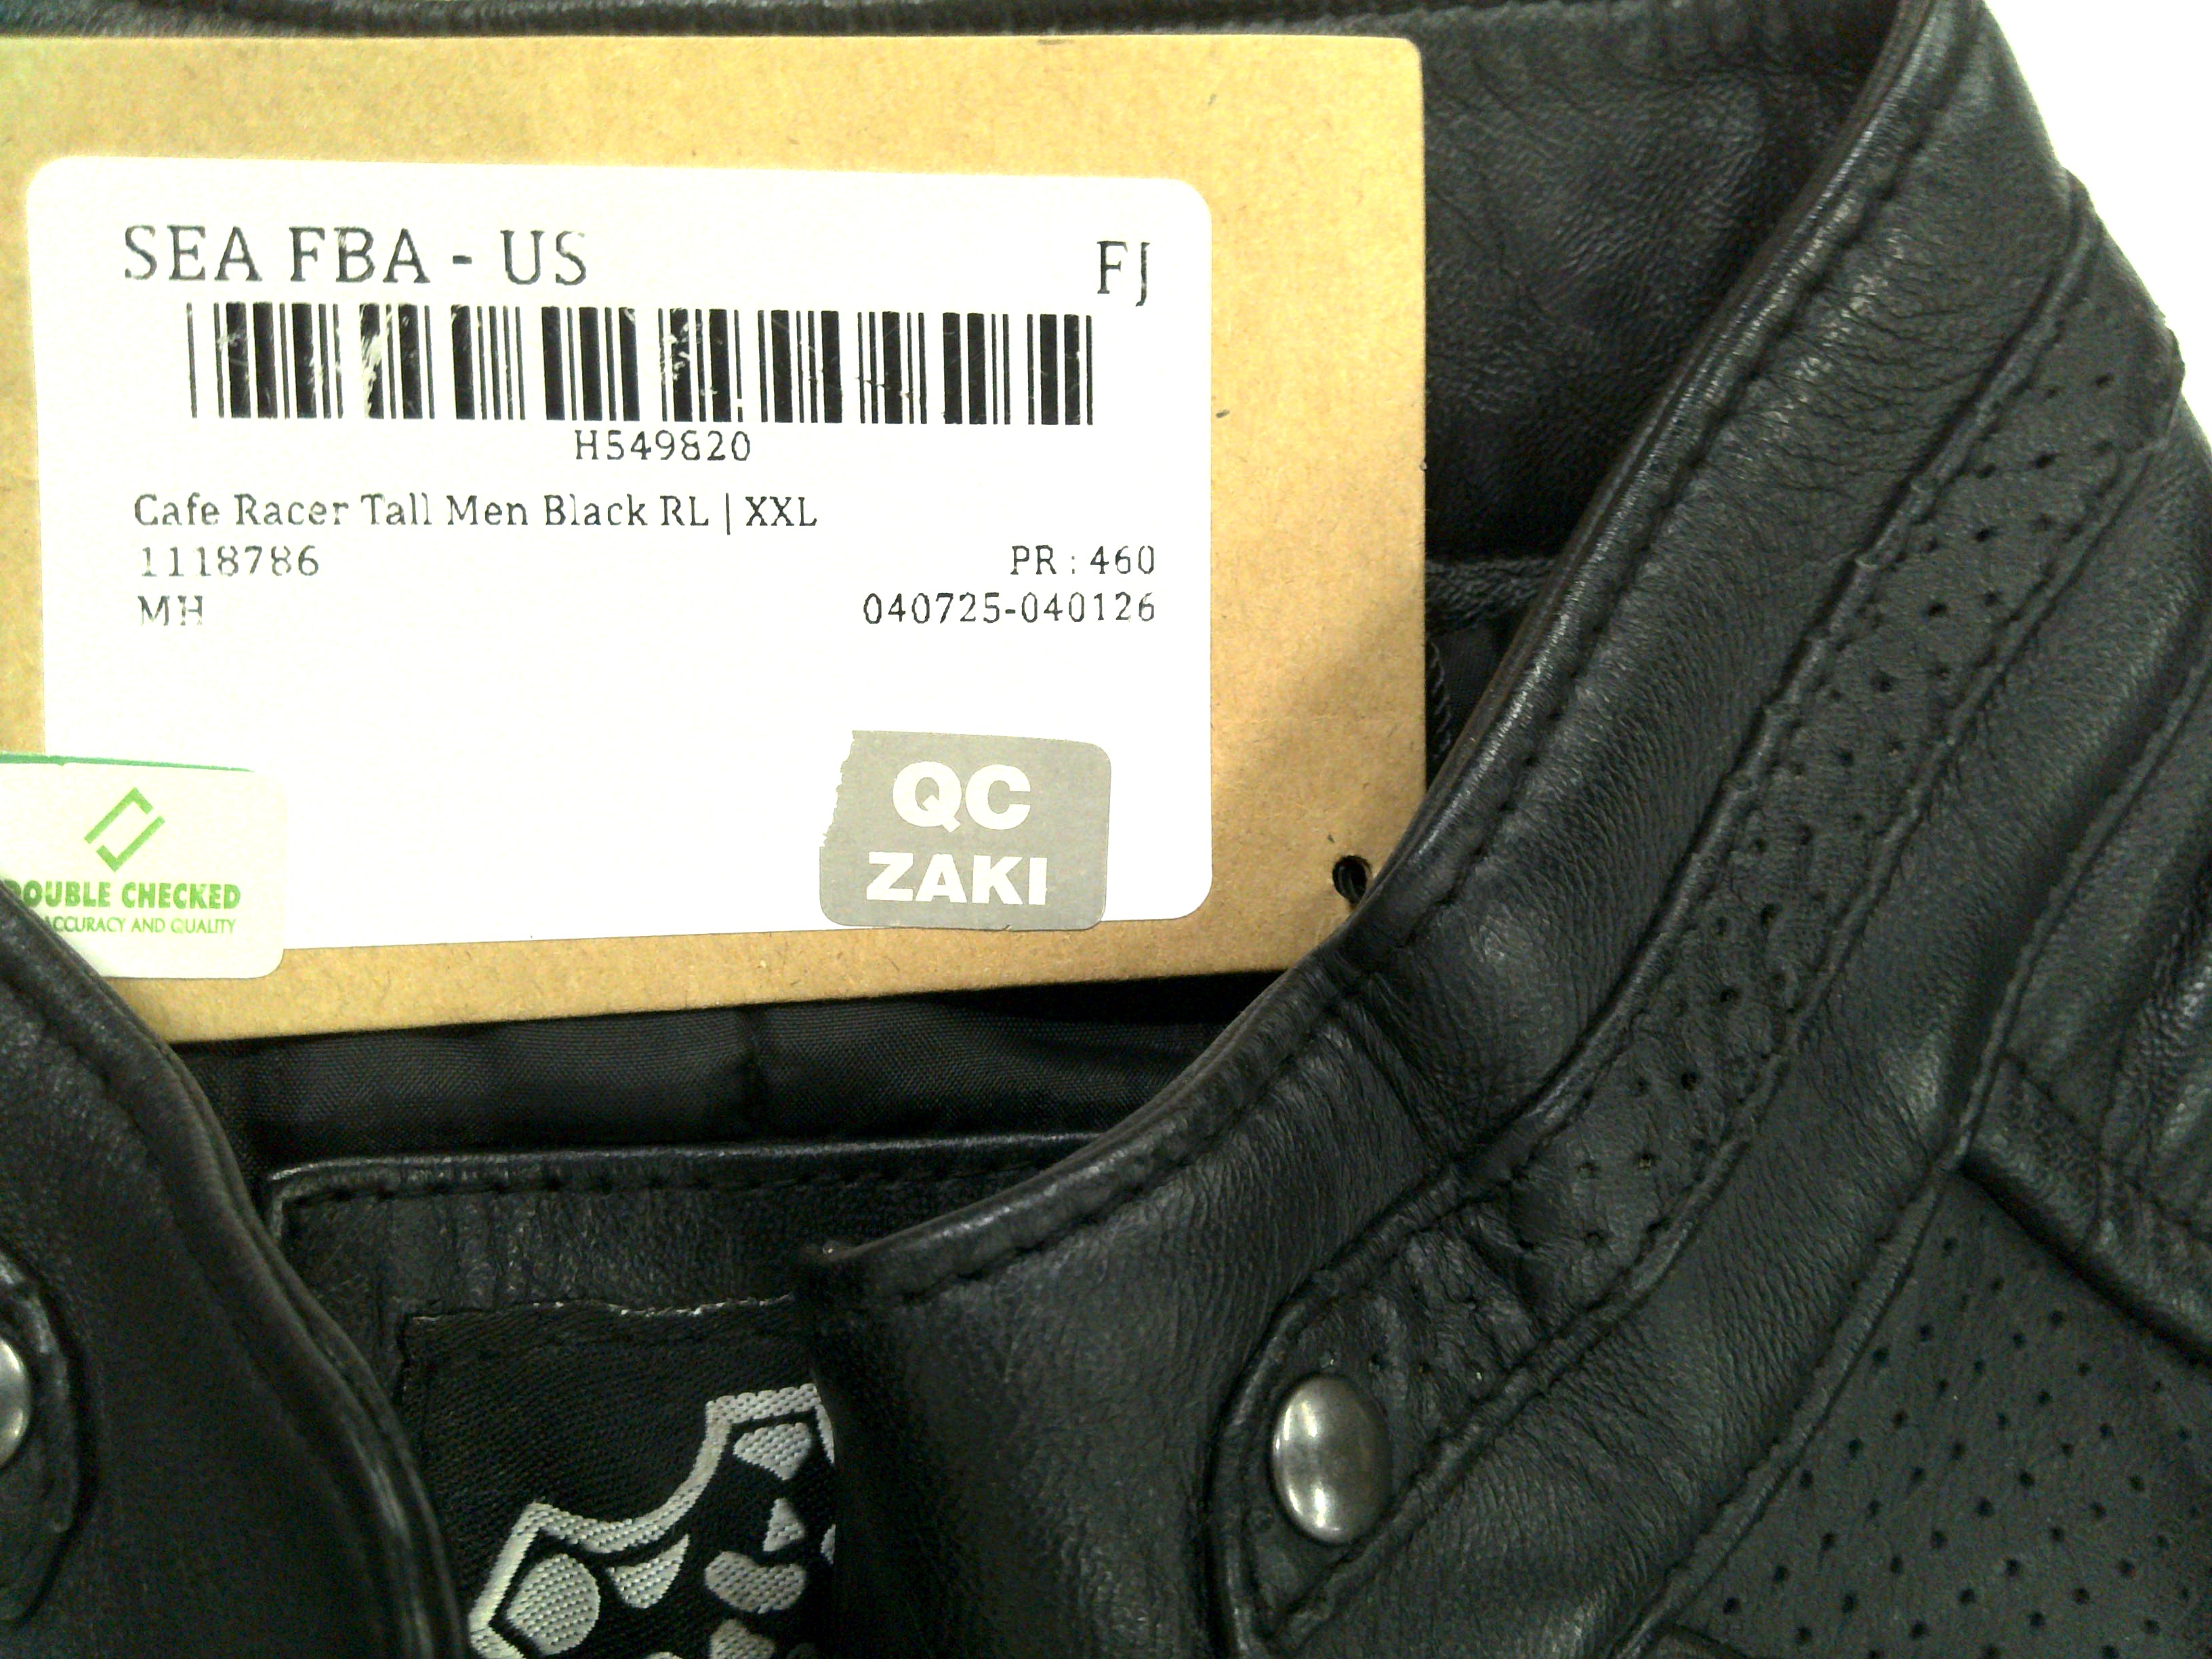 SEA FBA - US FJ
H549820
Cafe Racer Tall Men Black RL | XXL
1118786 PR : 460
MH 040725-040126
QC
ZAKI
DOUBLE CHECKED
ACCURACY AND QUALITY